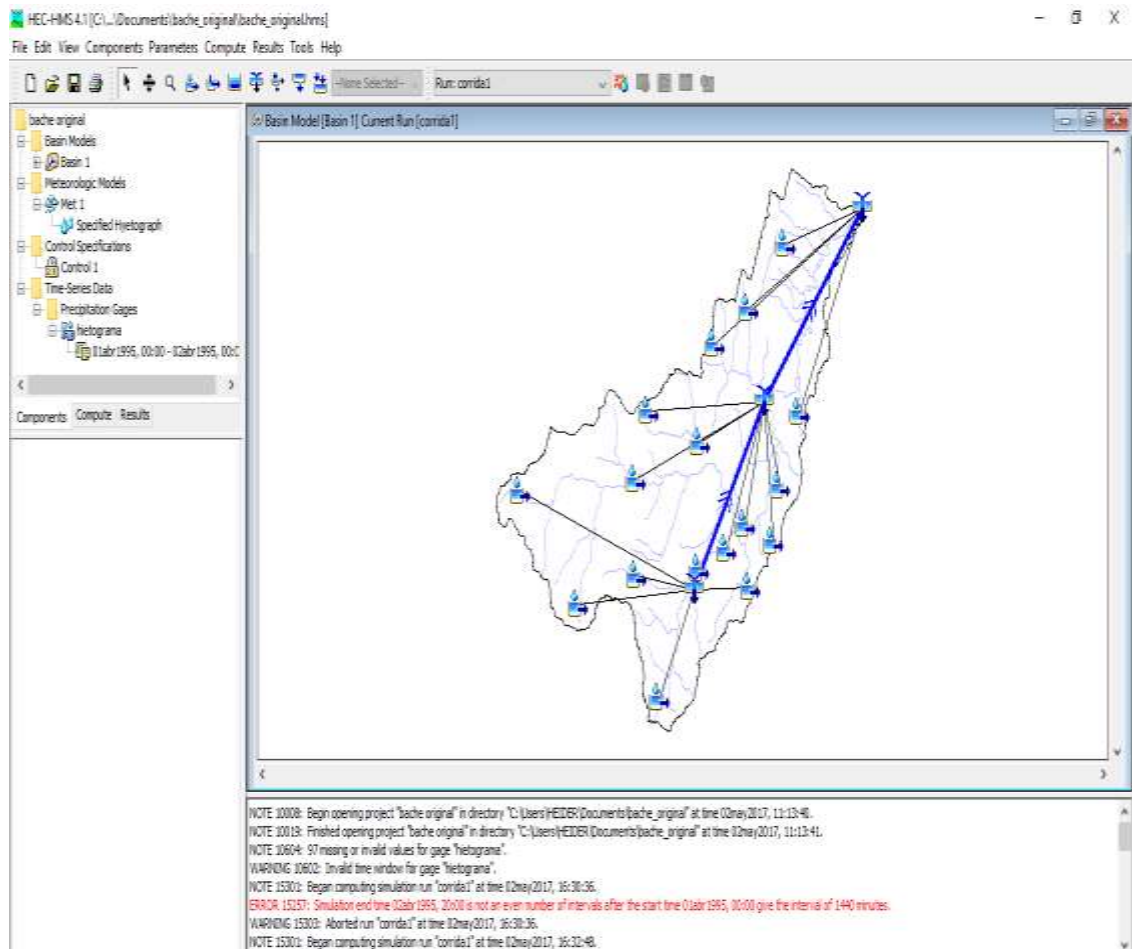 HEC-HMS 4.1 [C:\...\Documents\bache_original\bache_original.hms]
File Edit View Components Parameters Compute Results Tools Help
--None Selected-- Run: corrida1
bache original
Basin Models
Basin 1
Meteorologic Models
Met 1
Specified Hyetograph
Control Specifications
Control 1
Time-Series Data
Precipitation Gages
hietograma
01abr1995, 00:00 - 02abr1995, 00:0
Components Compute Results
Basin Model [Basin 1] Current Run [corrida1]
NOTE 10008: Begin opening project "bache original" in directory "C:\Users\HEIDER\Documents\bache_original" at time 02may2017, 11:13:40.
NOTE 10019: Finished opening project "bache original" in directory "C:\Users\HEIDER\Documents\bache_original" at time 02may2017, 11:13:41.
NOTE 10604: 97 missing or invalid values for gage "hietograma".
WARNING 10602: Invalid time window for gage "hietograma".
NOTE 15301: Began computing simulation run "corrida1" at time 02may2017, 16:30:36.
ERROR 15157: Simulation end time 02abr1995, 20:00 is not an even number of intervals after the start time 01abr1995, 00:00 give the interval of 1440 minutes.
WARNING 15303: Aborted run "corrida1" at time 02may2017, 16:30:36.
NOTE 15301: Began computing simulation run "corrida1" at time 02may2017, 16:32:48.